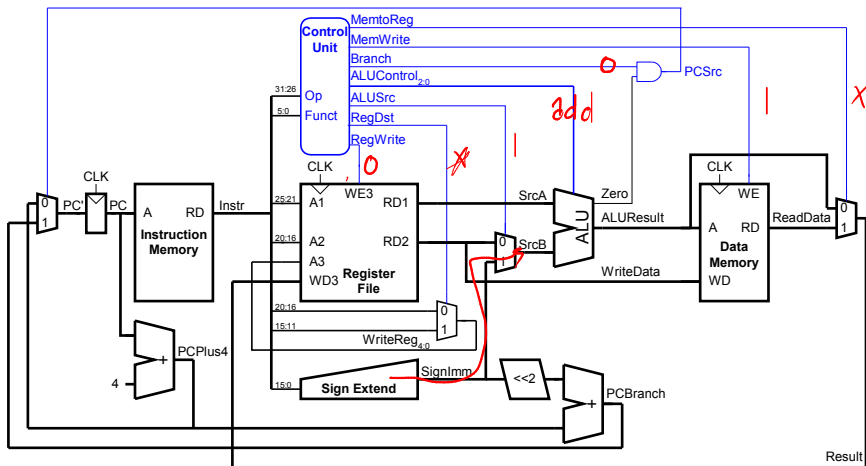 MemtoReg
Control
Unit
MemWrite
Branch
0
PCSrc
ALUControl2:0
31:26
Op
ALUSrc
add
1
X
5:0
Funct
RegDst
1
RegWrite
0
X
CLK
CLK
CLK
0
1
PC'
PC
A
RD
Instr
Instruction
Memory
25:21
A1
WE3
RD1
SrcA
Zero
WE
20:16
A2
RD2
0
1
SrcB
ALU
ALUResult
A
RD
ReadData
0
1
A3
Register
File
Data
Memory
WD3
WriteData
WD
20:16
0
15:11
1
WriteReg4:0
PCPlus4
+
4
SignImm
15:0
Sign Extend
<<2
+
PCBranch
Result